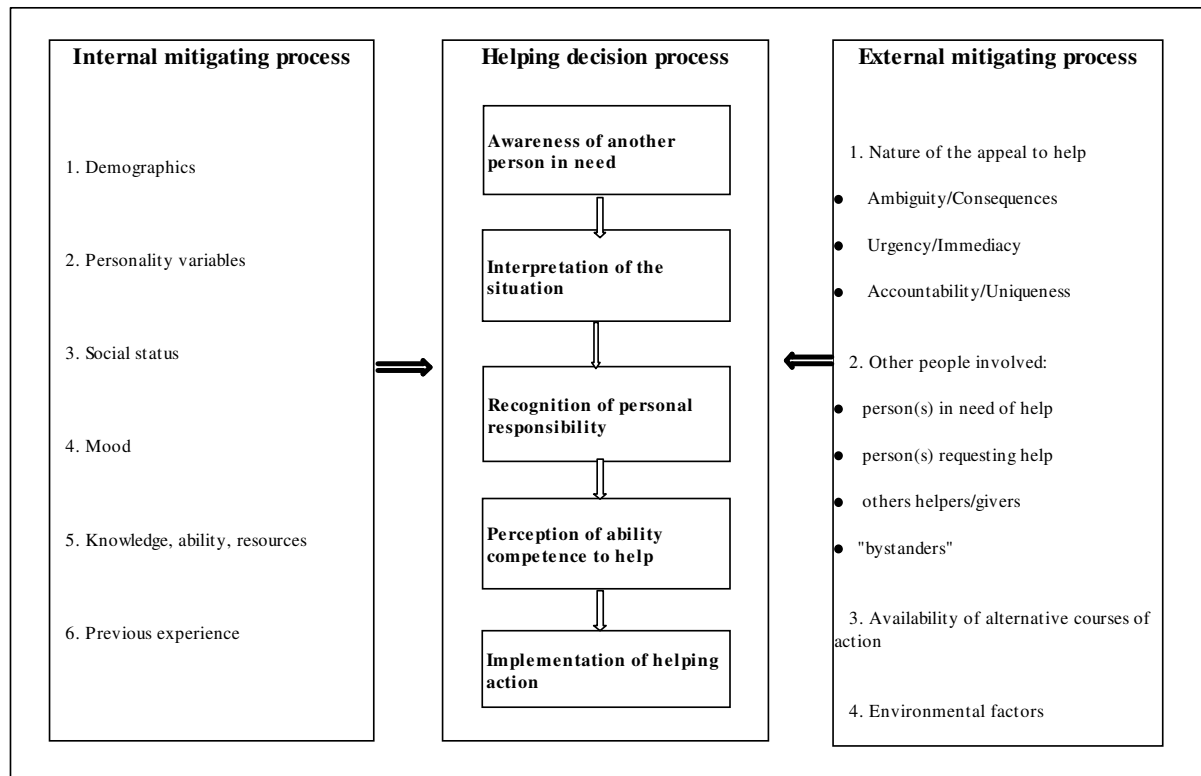 Internal mitigating process
1. Demographics
2. Personality variables
3. Social status
4. Mood
5. Knowledge, ability, resources
6. Previous experience
Helping decision process
Awareness of another
person in need
Interpretation of the
situation
Recognition of personal
responsibility
Perception of ability
competence to help
Implementation of helping
action
External mitigating process
1. Nature of the appeal to help
● Ambiguity/Consequences
● Urgency/Immediacy
● Accountability/Uniqueness
2. Other people involved:
● person(s) in need of help
● person(s) requesting help
● others helpers/givers
● "bystanders"
3. Availability of alternative courses of
action
4. Environmental factors